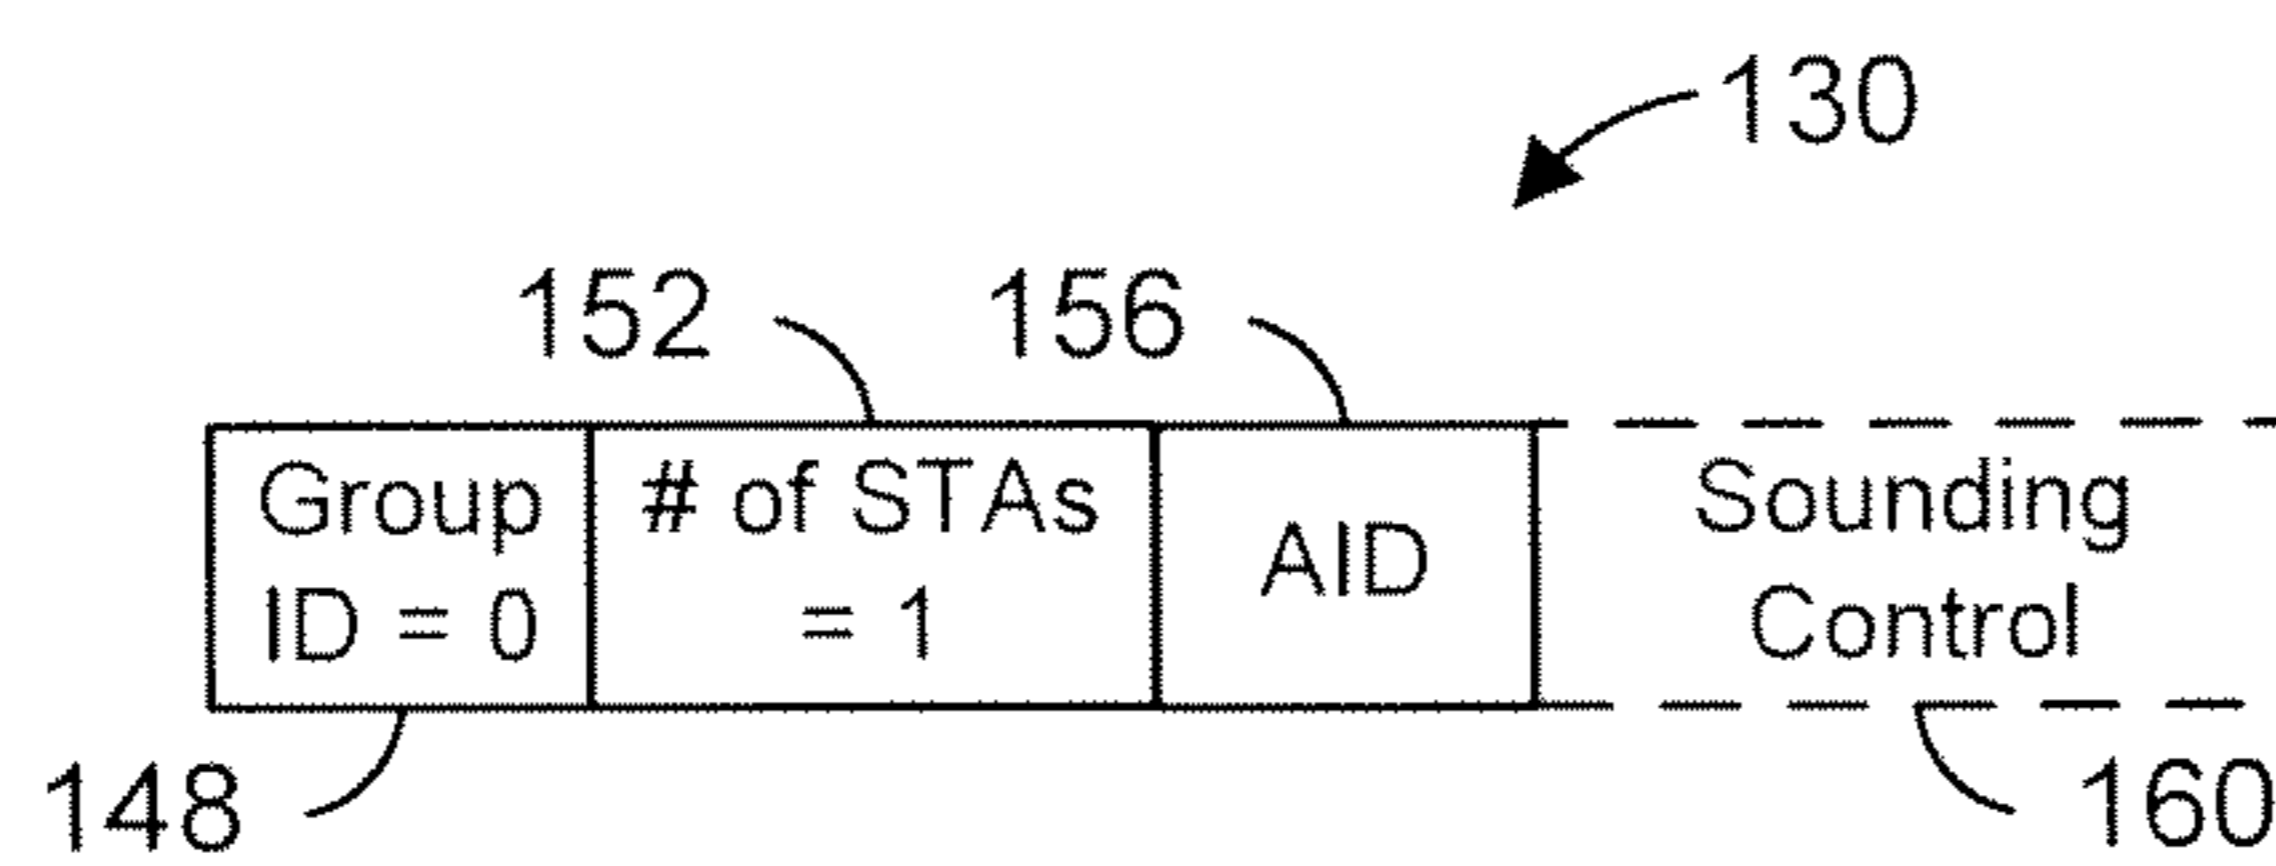 130
152 156
Group ID = 0 # of STAs = 1 AID Sounding Control
148 160